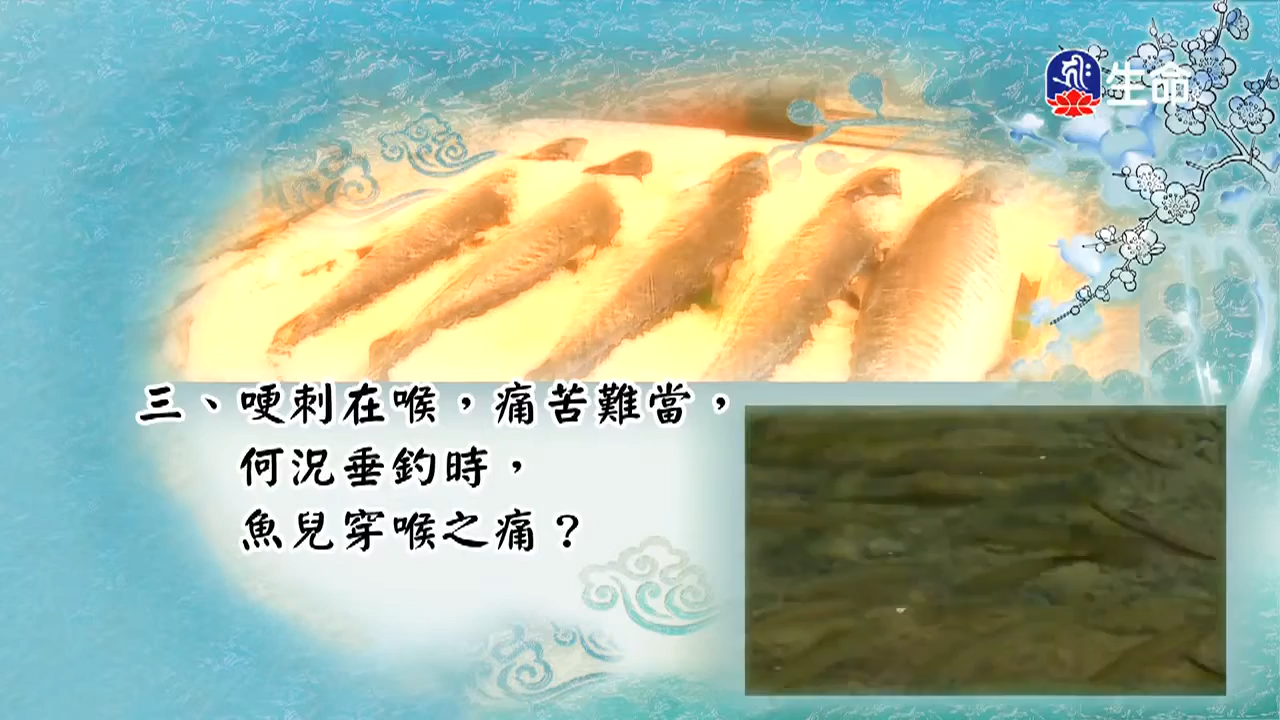 生命
三、哽刺在喉，痛苦難當，
何況垂釣時，
魚兒穿喉之痛？